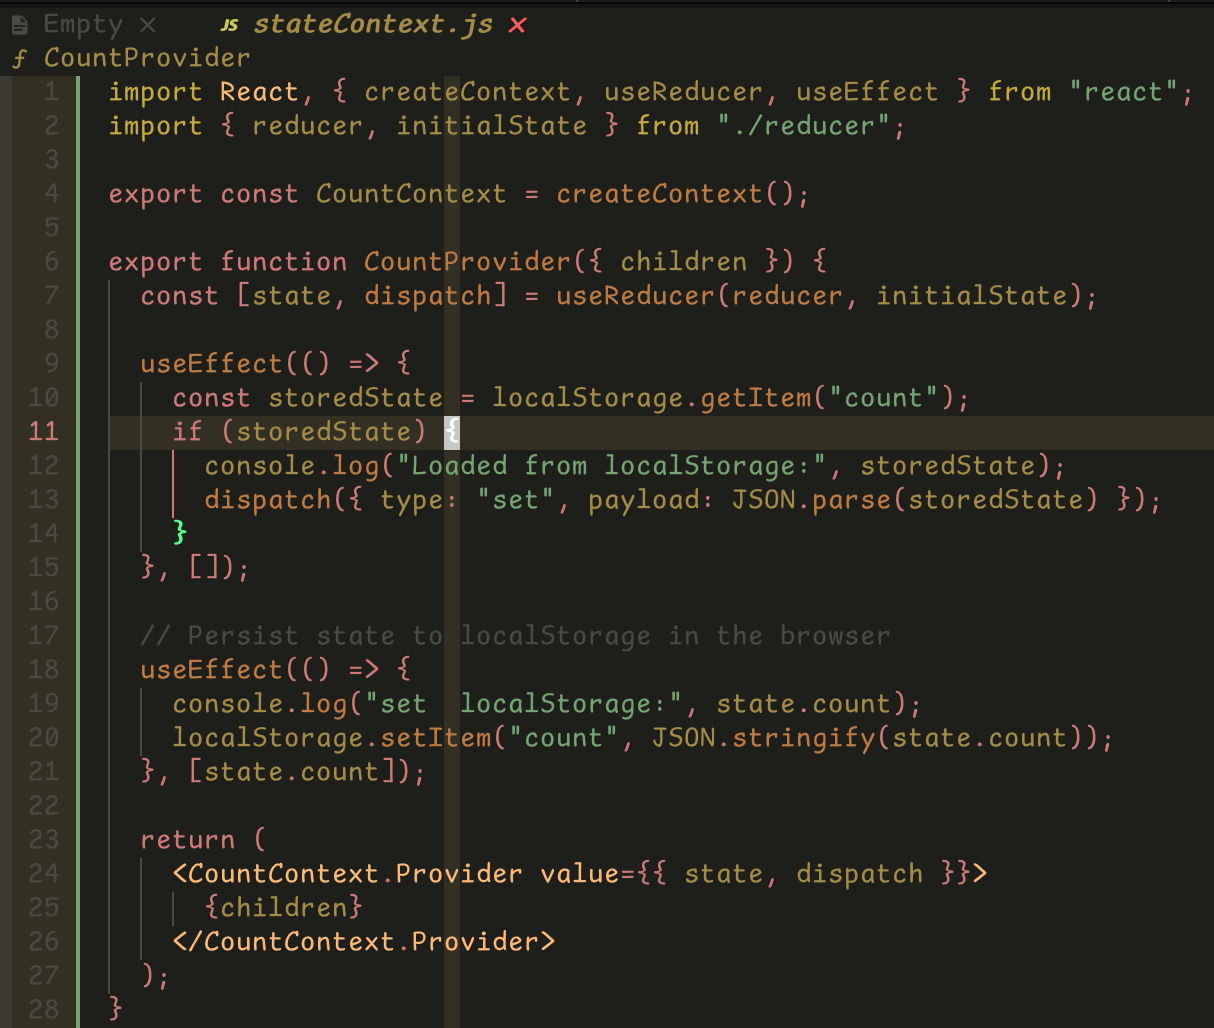 Empty × JS stateContext.js ×
ƒ CountProvider
1 import React, { createContext, useReducer, useEffect } from "react";
2 import { reducer, initialState } from "./reducer";
3
4 export const CountContext = createContext();
5
6 export function CountProvider({ children }) {
7   const [state, dispatch] = useReducer(reducer, initialState);
8
9   useEffect(() => {
10     const storedState = localStorage.getItem("count");
11     if (storedState) {
12       console.log("Loaded from localStorage:", storedState);
13       dispatch({ type: "set", payload: JSON.parse(storedState) });
14     }
15   }, []);
16
17   // Persist state to localStorage in the browser
18   useEffect(() => {
19     console.log("set  localStorage:", state.count);
20     localStorage.setItem("count", JSON.stringify(state.count));
21   }, [state.count]);
22
23   return (
24     <CountContext.Provider value={{ state, dispatch }}>
25       {children}
26     </CountContext.Provider>
27   );
28 }